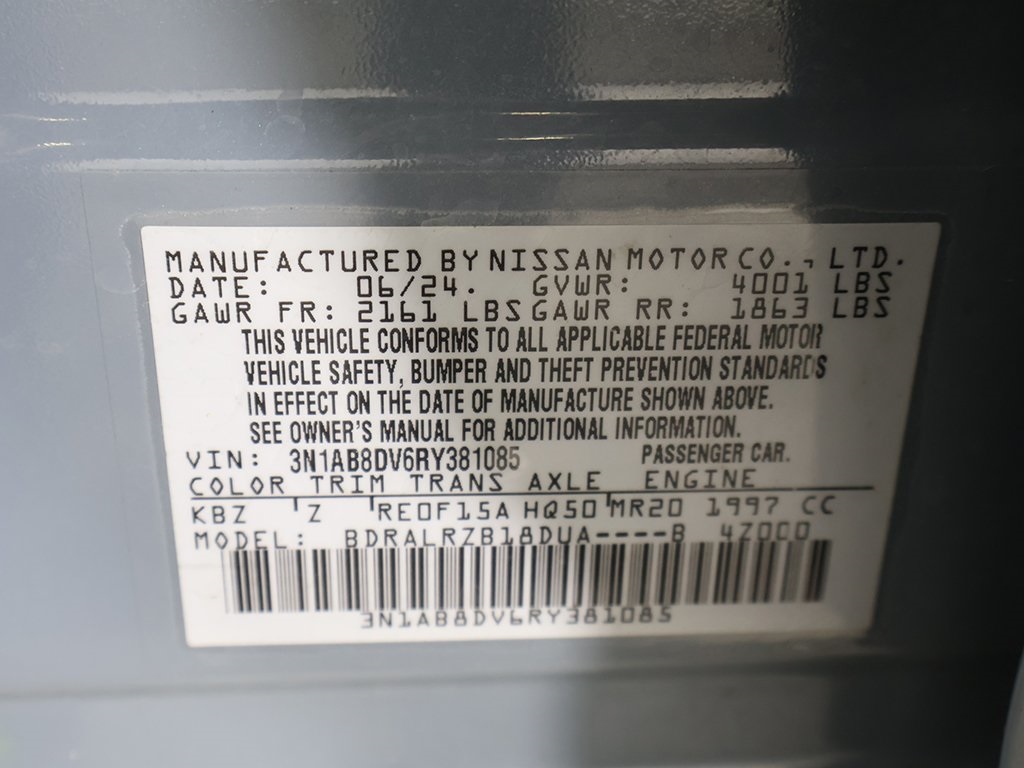 MANUFACTURED BY NISSAN MOTOR CO., LTD.
DATE: 06/24. GVWR: 4001 LBS
GAWR FR: 2161 LBS GAWR RR: 1863 LBS
THIS VEHICLE CONFORMS TO ALL APPLICABLE FEDERAL MOTOR
VEHICLE SAFETY, BUMPER AND THEFT PREVENTION STANDARDS
IN EFFECT ON THE DATE OF MANUFACTURE SHOWN ABOVE.
SEE OWNER'S MANUAL FOR ADDITIONAL INFORMATION.
VIN: 3N1AB8DV6RY381085 PASSENGER CAR.
COLOR TRIM TRANS AXLE ENGINE
KBZ Z RE0F15A HQ50 MR20 1997 CC
MODEL: BDRALRZB18DUA----B 4Z000
3N1AB8DV6RY381085